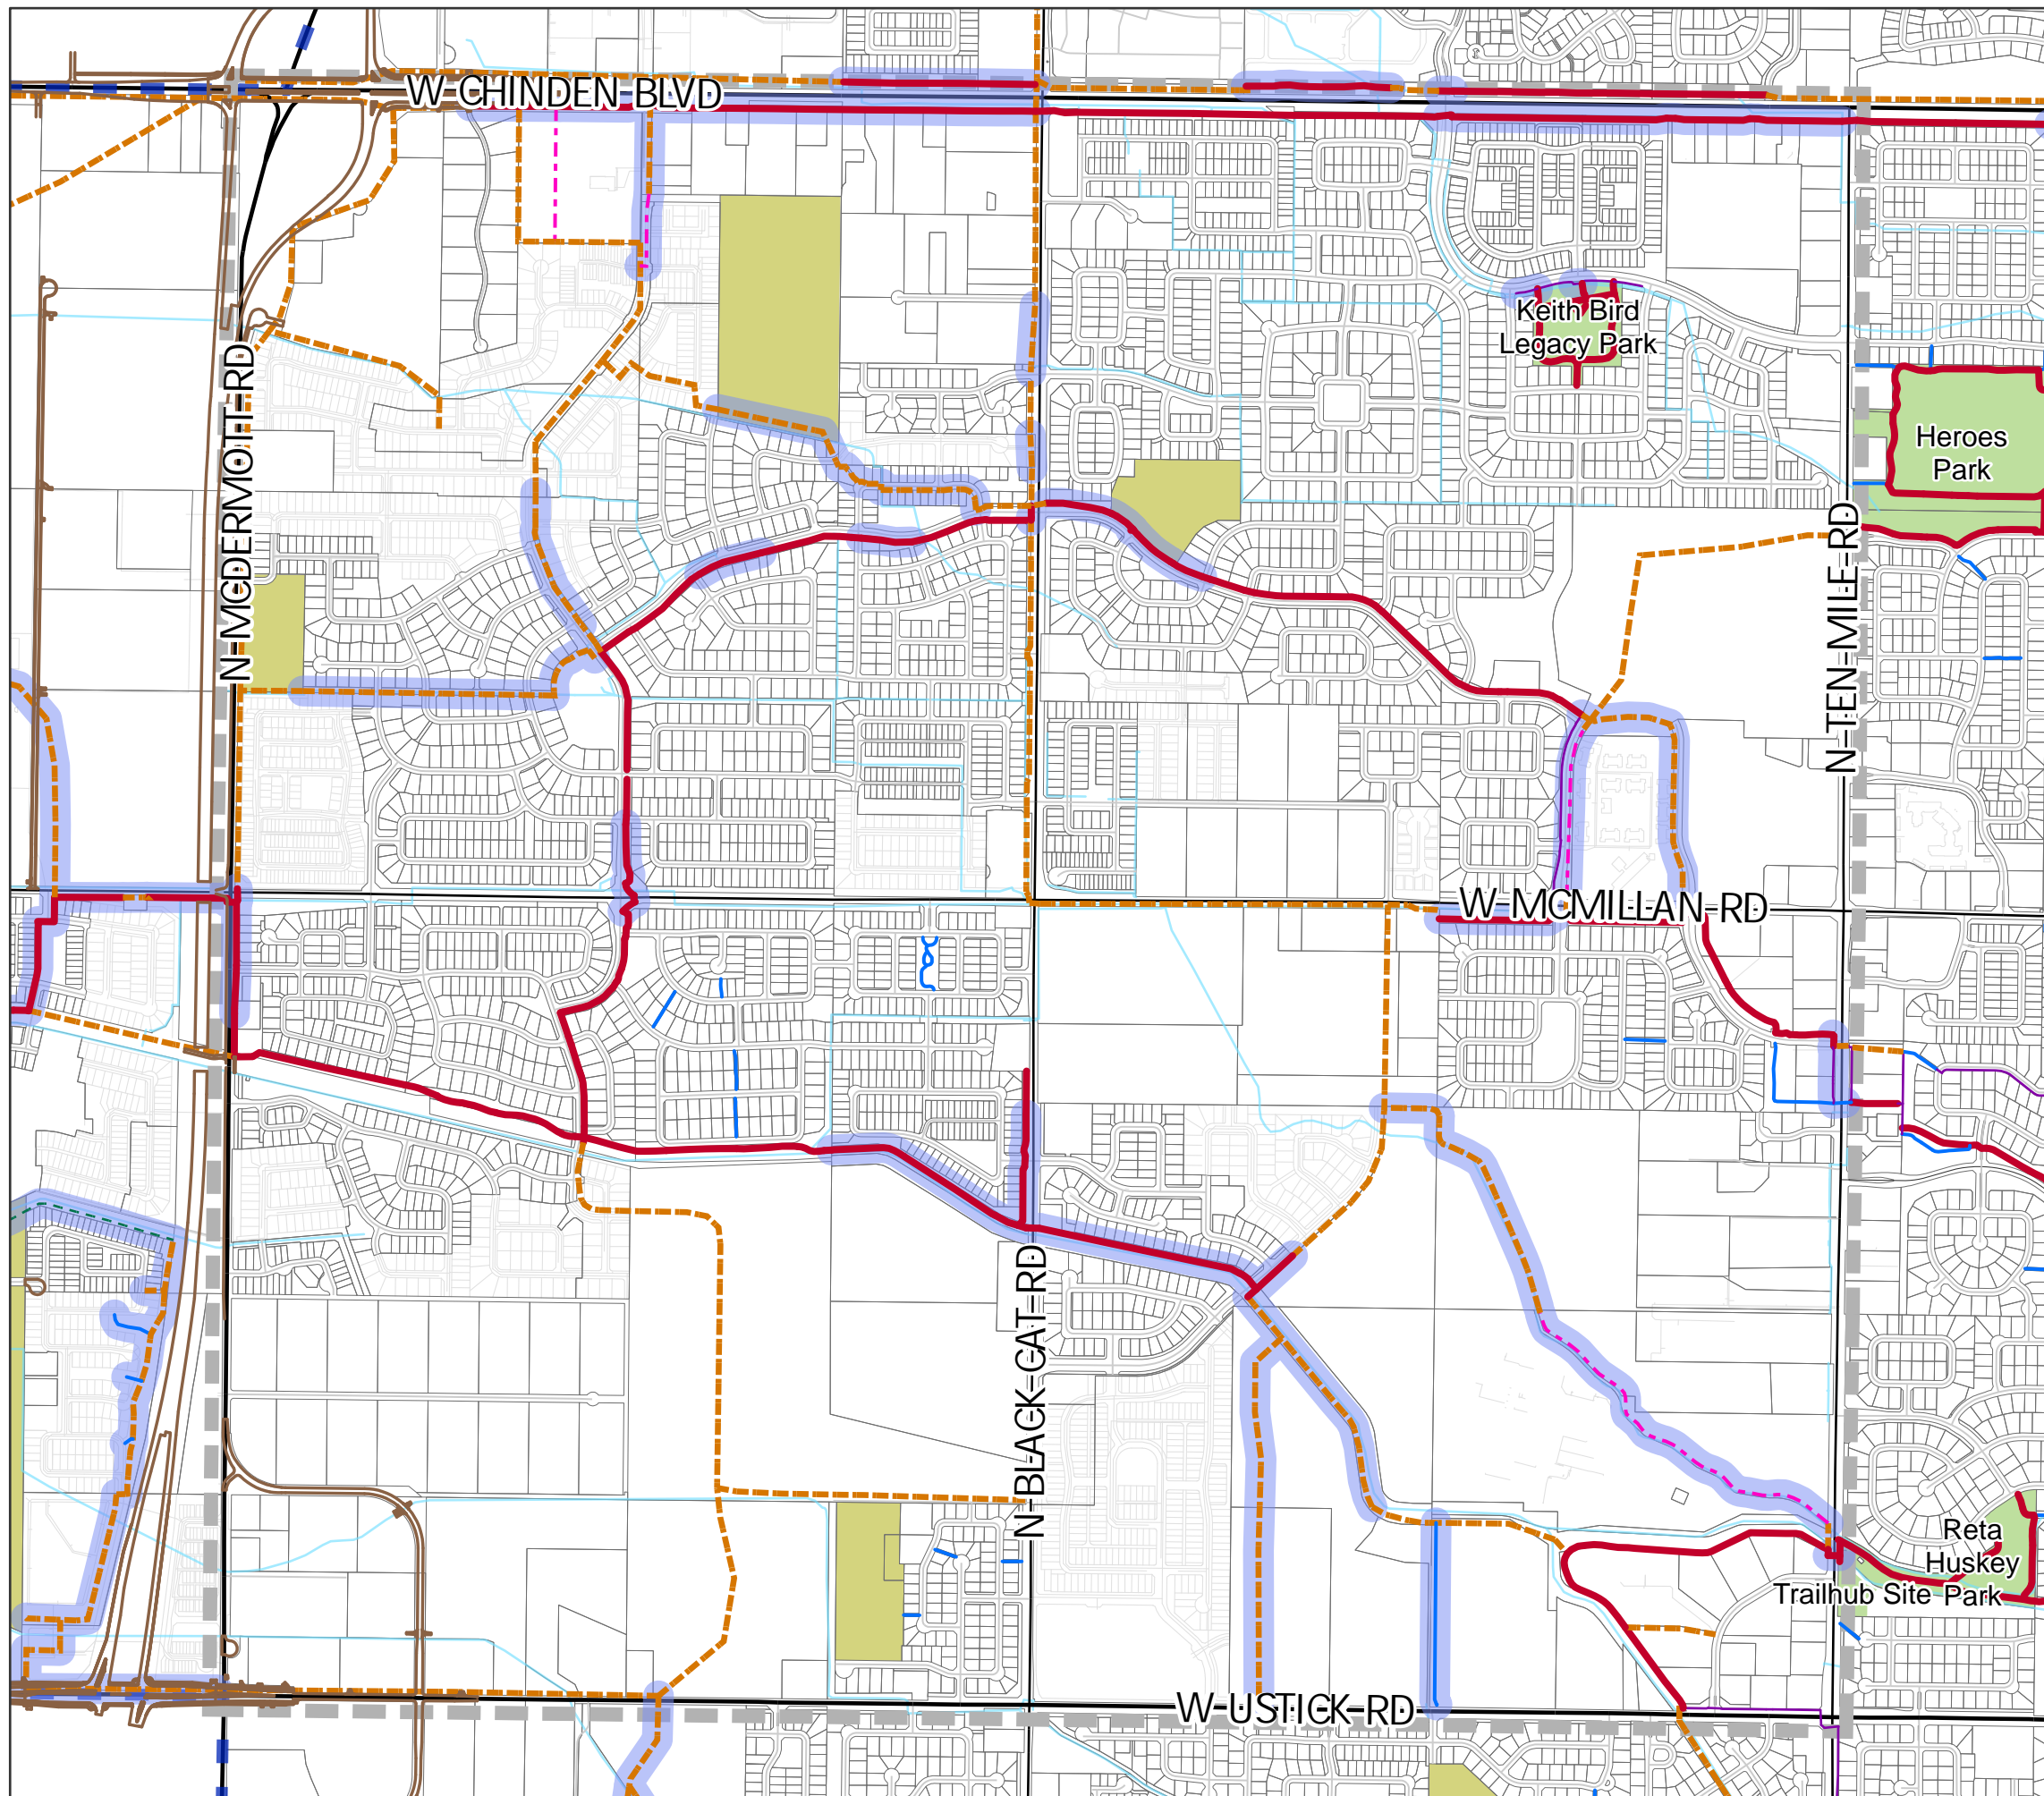 W CHINDEN BLVD
Keith Bird
Legacy Park
N MCDERMOTT RD
Heroes
Park
N TEN MILE RD
W MCMILLAN RD
N BLACK CAT RD
Reta
Huskey
Trailhub Site Park
W USTICK RD